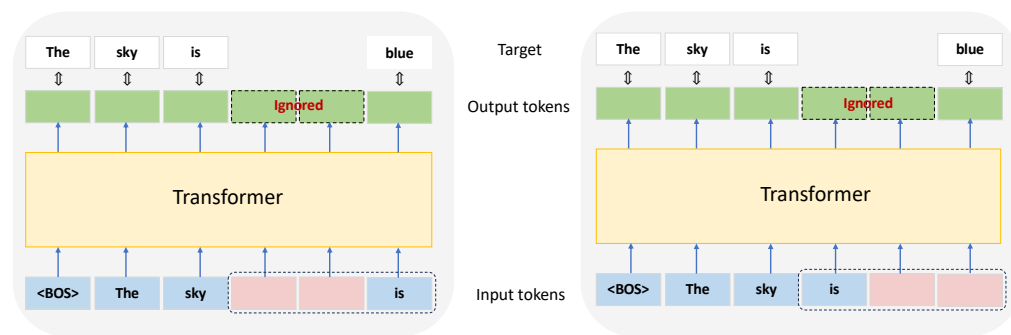 The sky is blue
Target
The sky is blue
Ignored
Output tokens
Ignored
Transformer
Transformer
<BOS> The sky is
Input tokens
<BOS> The sky is